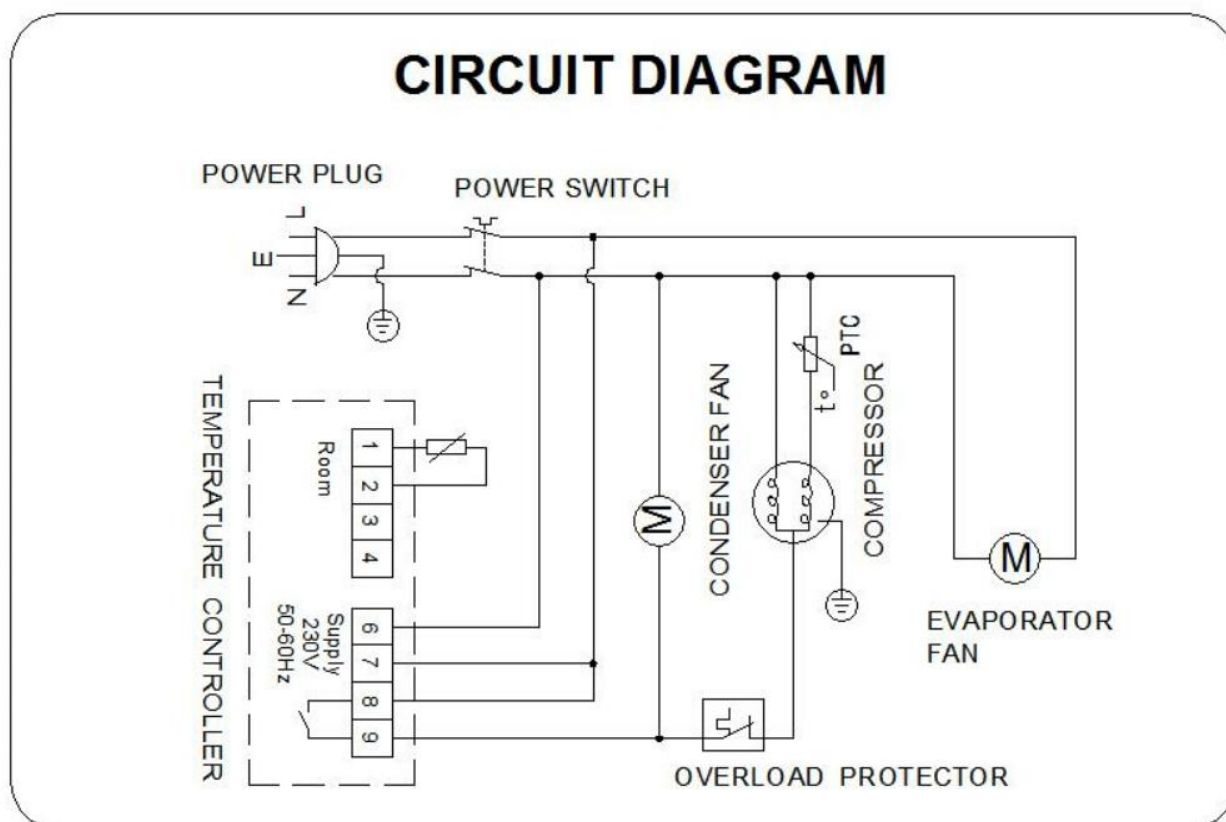 CIRCUIT DIAGRAM
POWER PLUG
POWER SWITCH
L
E
N
PTC
t°
COMPRESSOR
CONDENSER FAN
TEMPERATURE CONTROLLER
Room
1
2
3
4
M
M
EVAPORATOR
FAN
Supply
230V
50-60Hz
6
7
8
9
OVERLOAD PROTECTOR